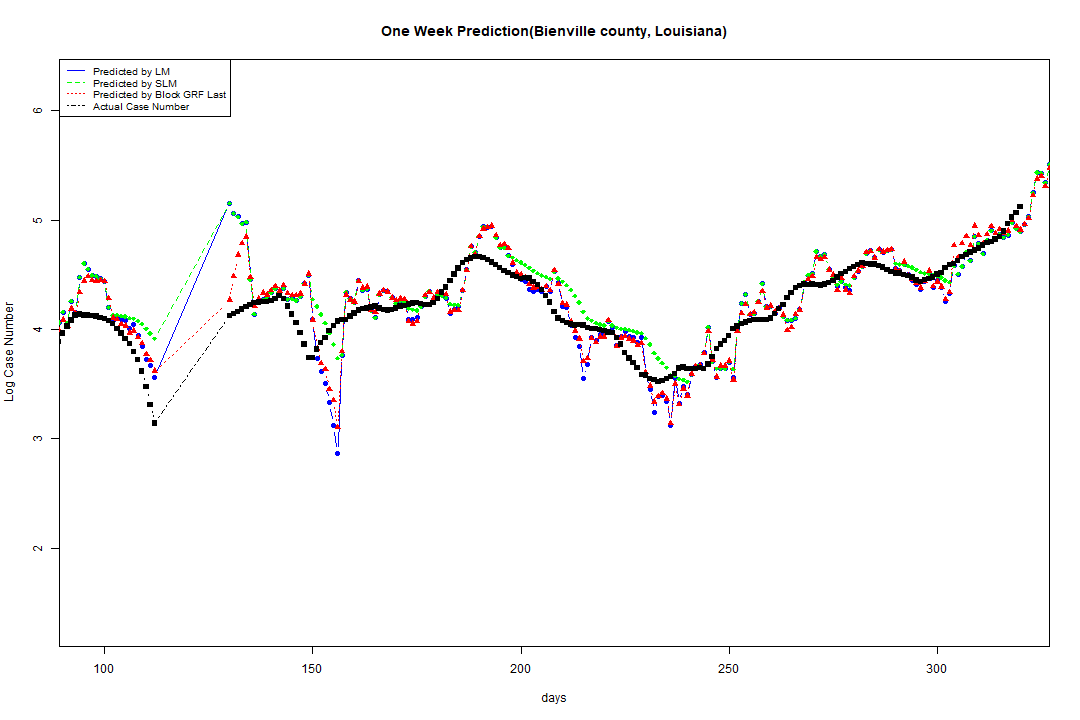 One Week Prediction(Bienville county, Louisiana)
Predicted by LM
Predicted by SLM
Predicted by Block GRF Last
Actual Case Number
6
5
4
3
2
Log Case Number
100 150 200 250 300
days